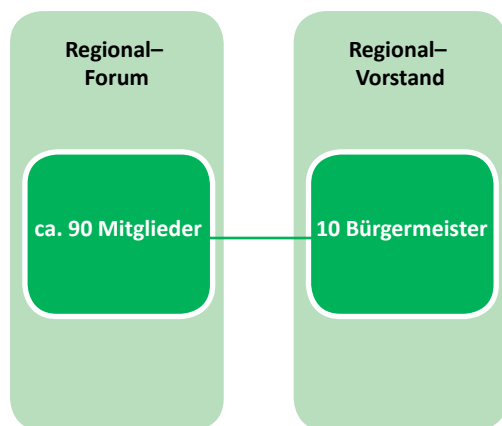 Regional–
Forum
ca. 90 Mitglieder
Regional–
Vorstand
10 Bürgermeister